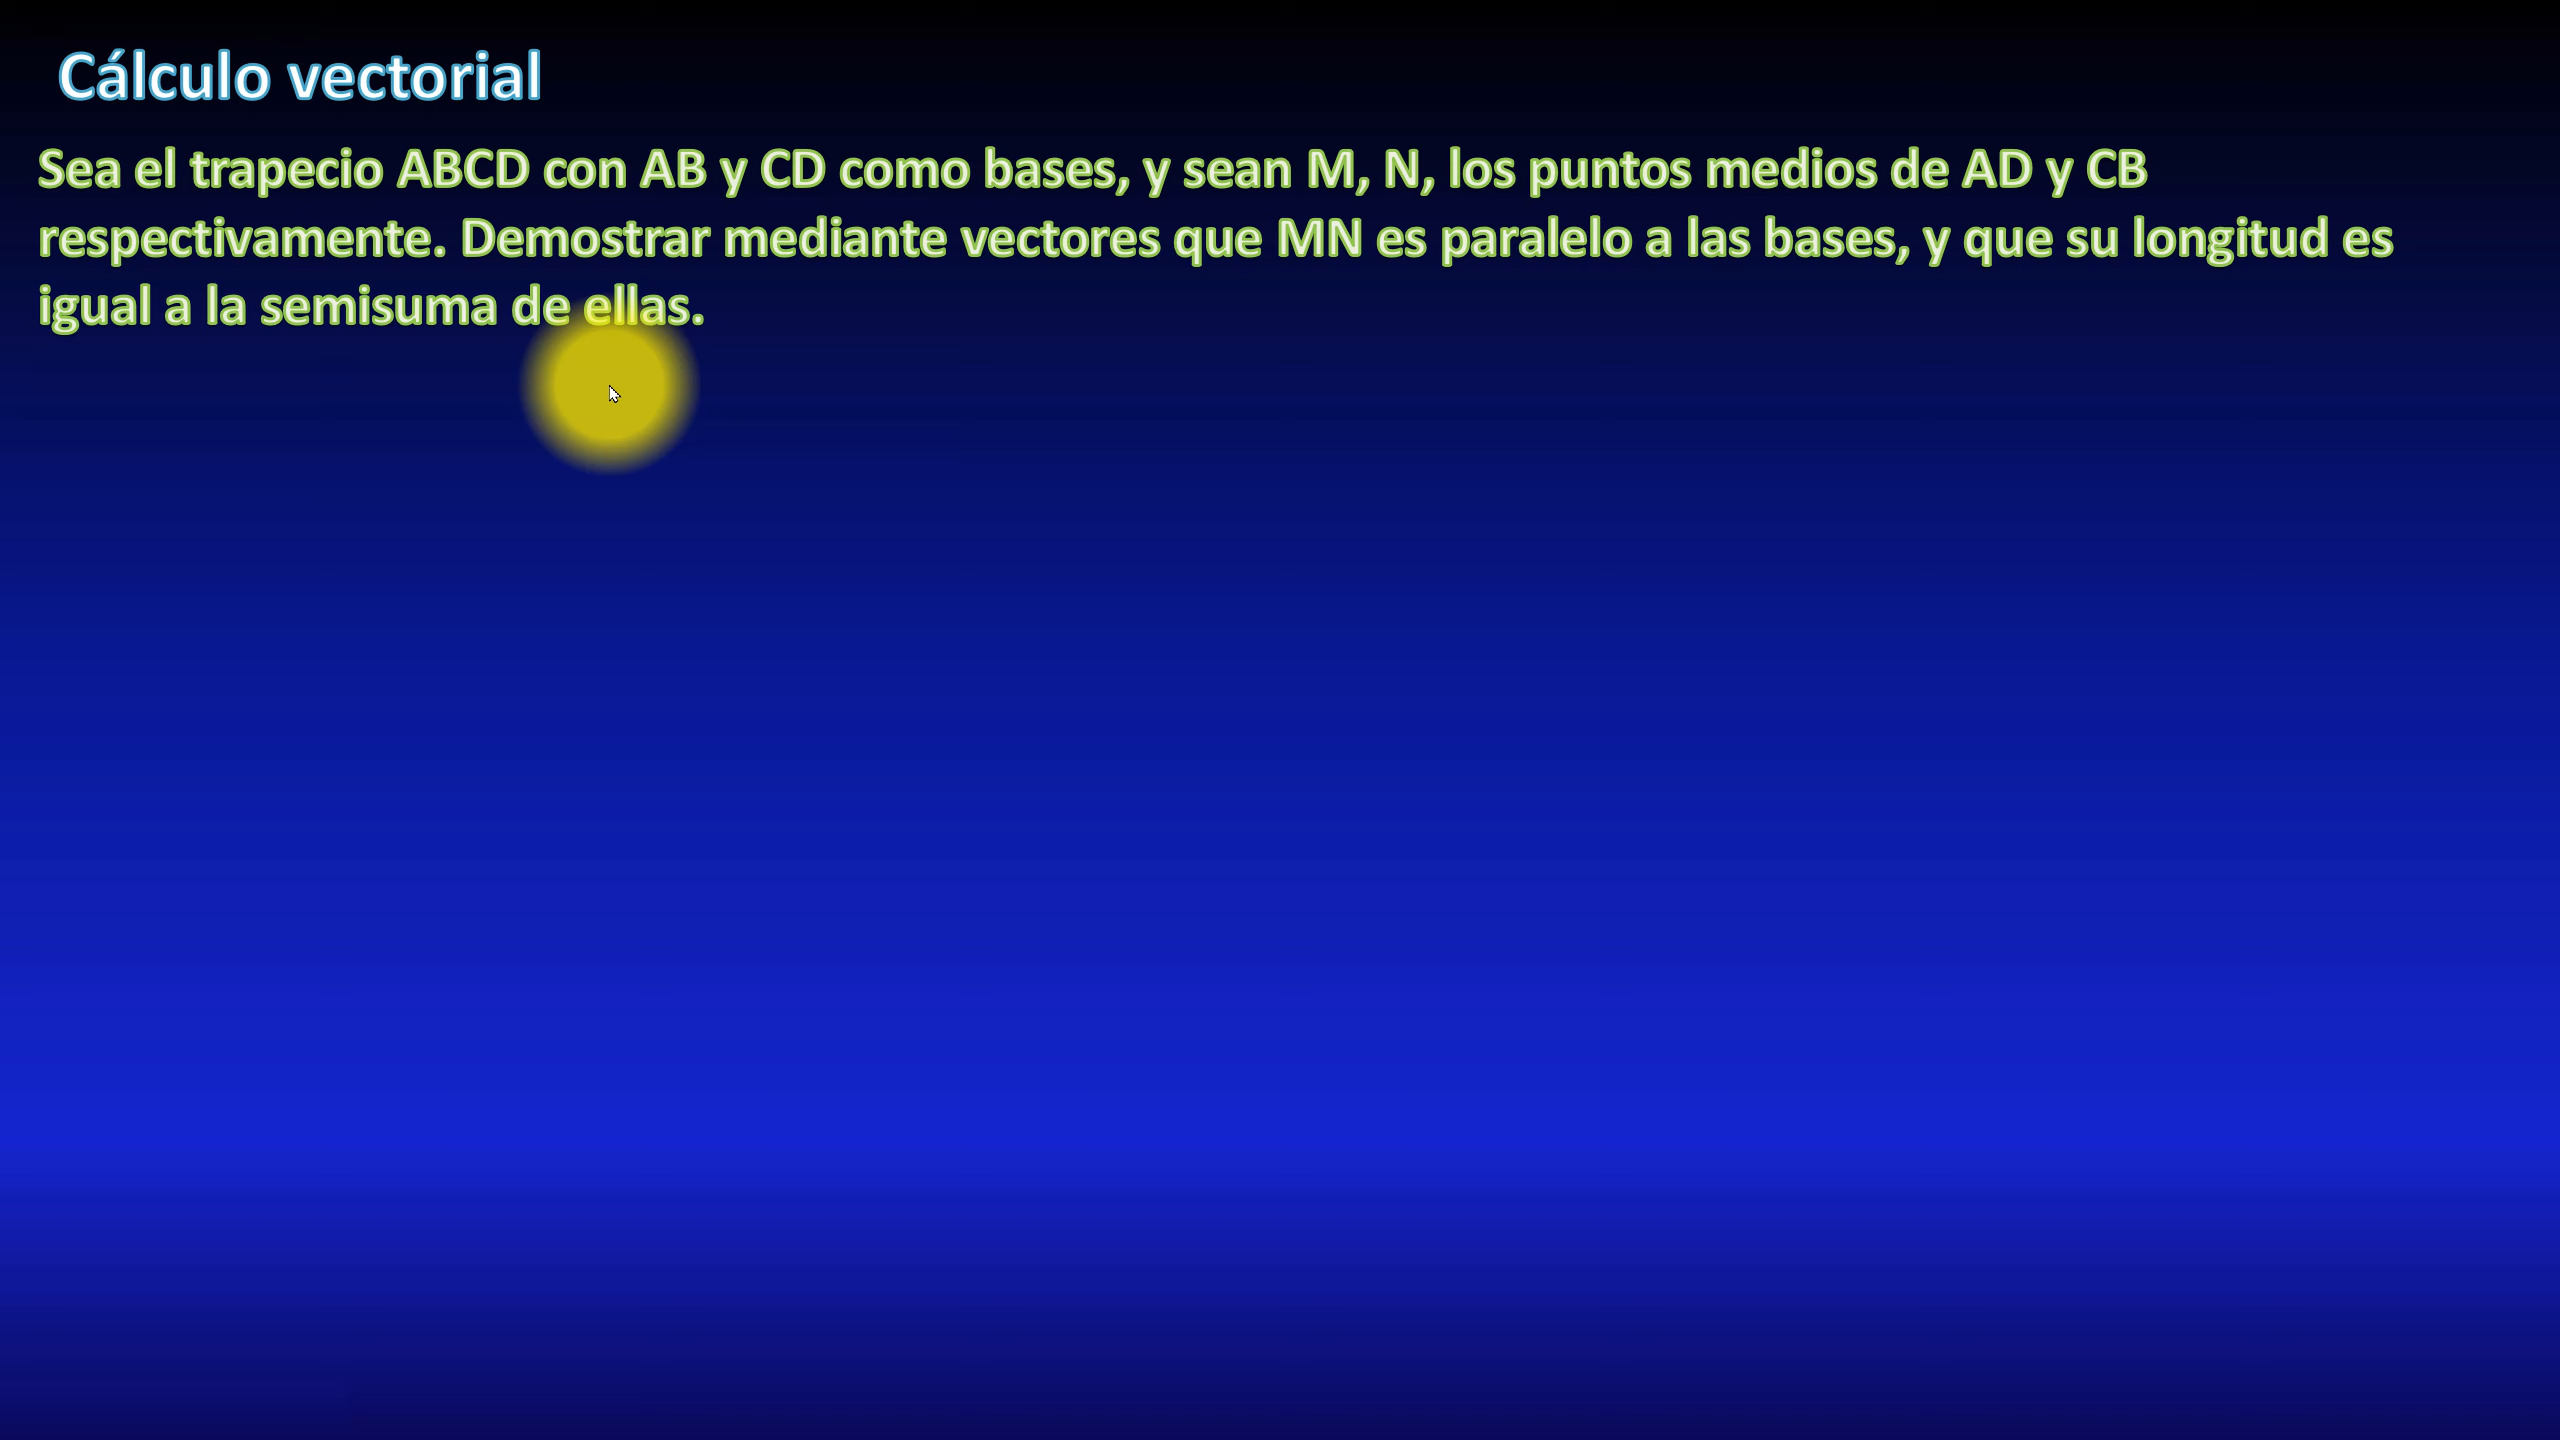 Cálculo vectorial
Sea el trapecio ABCD con AB y CD como bases, y sean M, N, los puntos medios de AD y CB
respectivamente. Demostrar mediante vectores que MN es paralelo a las bases, y que su longitud es
igual a la semisuma de ellas.